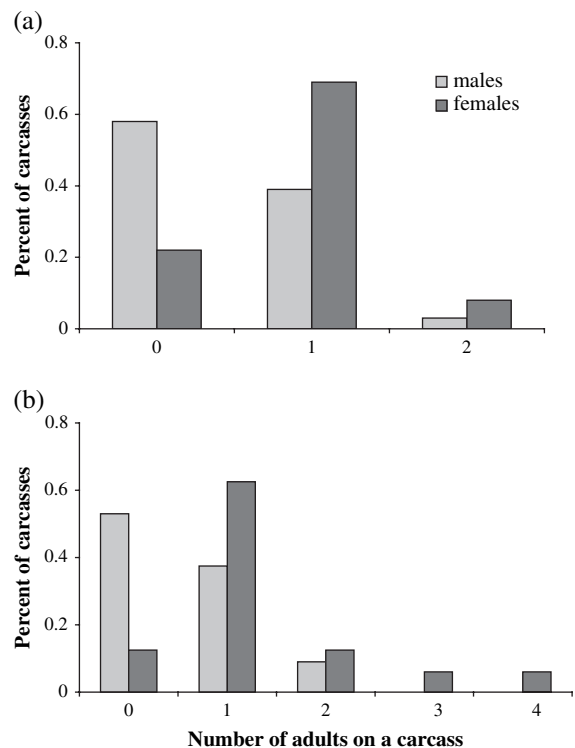 (a)
0.8
males
females
0.6
0.4
0.2
0
Percent of carcasses
0 1 2
(b)
0.8
0.6
0.4
0.2
0
Percent of carcasses
0 1 2 3 4
Number of adults on a carcass